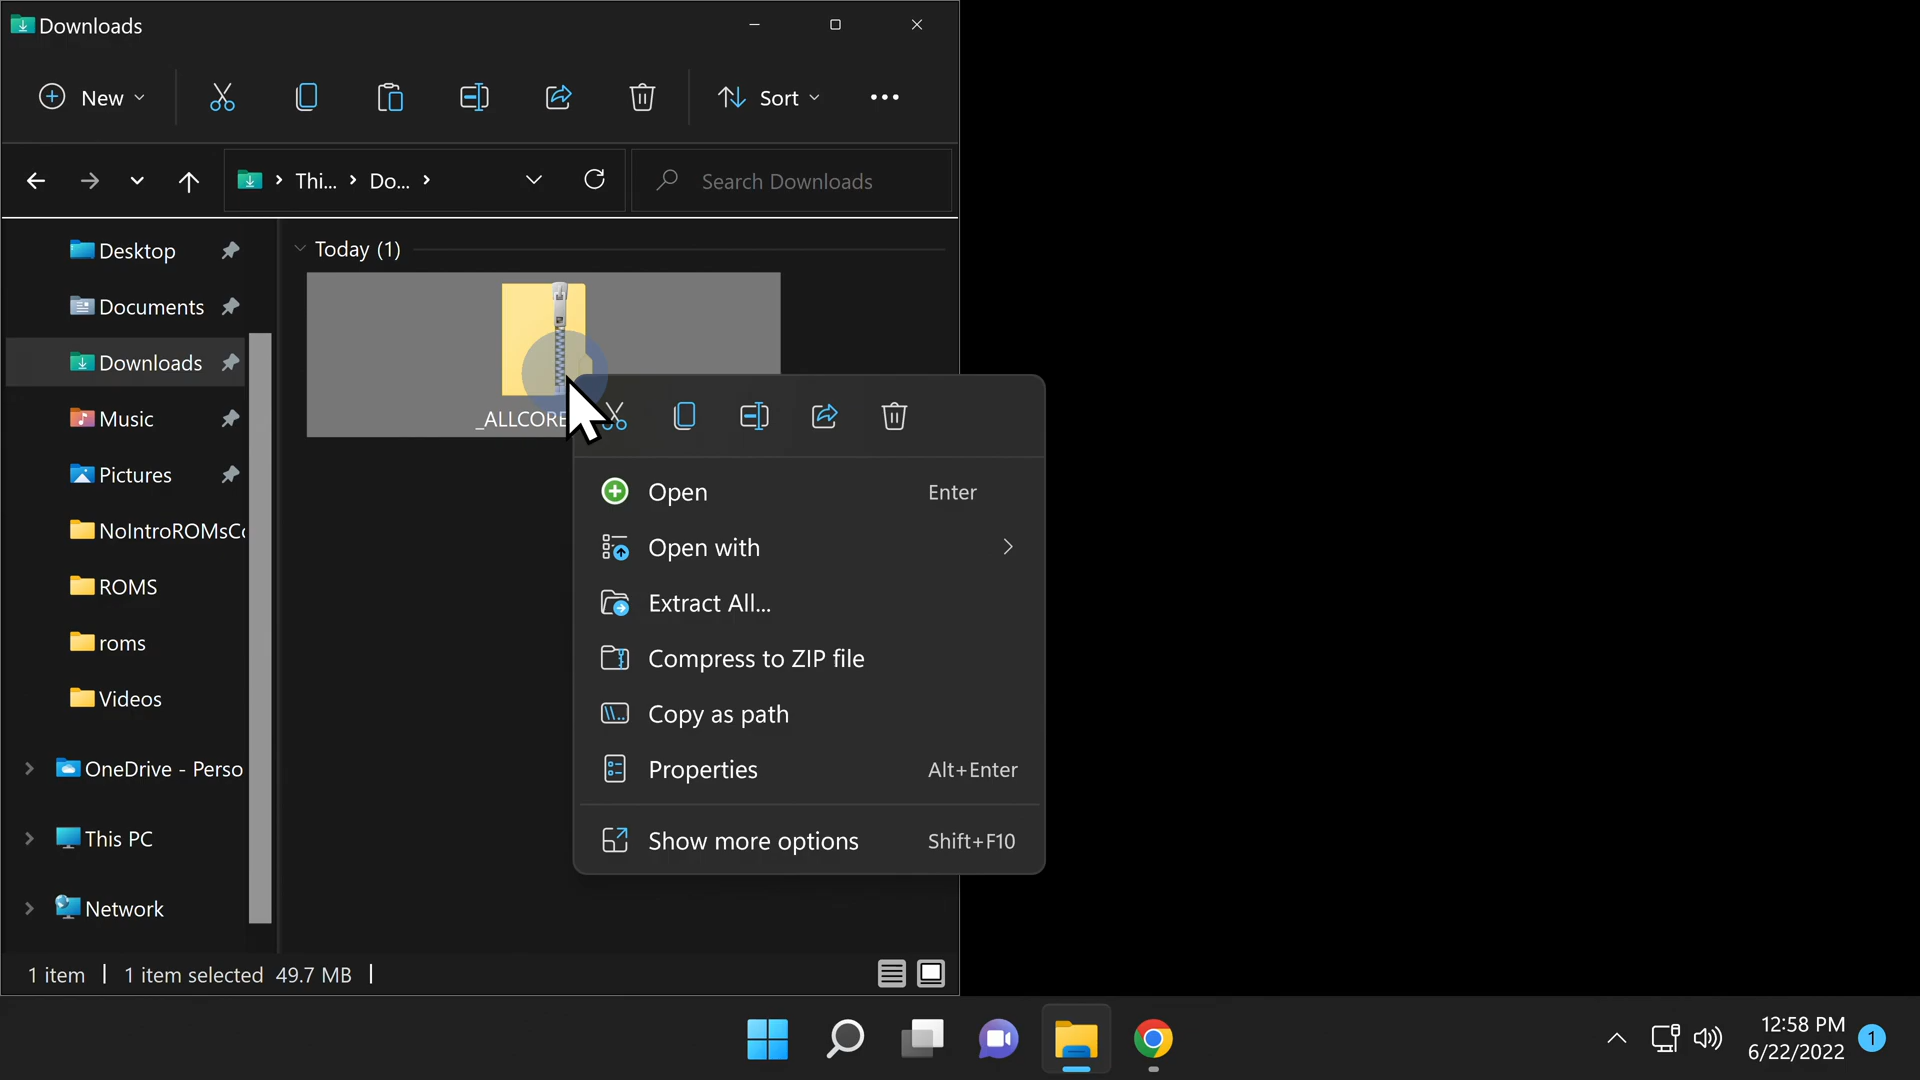 Downloads
New
Sort
Thi... Do...
Search Downloads
Desktop
Documents
Downloads
Music
Pictures
NoIntroROMsC
ROMS
roms
Videos
OneDrive - Perso
This PC
Network
Today (1)
_ALLCORE
Open Enter
Open with
Extract All...
Compress to ZIP file
Copy as path
Properties Alt+Enter
Show more options Shift+F10
1 item 1 item selected 49.7 MB
12:58 PM
6/22/2022
1